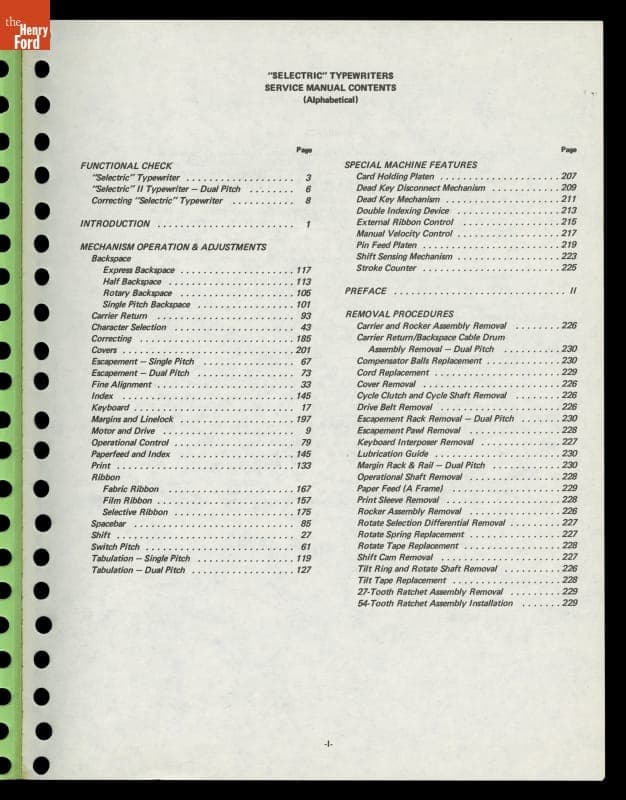 the
Henry
Ford
"SELECTRIC" TYPEWRITERS
SERVICE MANUAL CONTENTS
(Alphabetical)
Page
FUNCTIONAL CHECK
"Selectric" Typewriter . . . . . . . . . . . . . . . . . . . 3
"Selectric" II Typewriter – Dual Pitch . . . . . . . . 6
Correcting "Selectric" Typewriter . . . . . . . . . . . 8
INTRODUCTION . . . . . . . . . . . . . . . . . . . . . . . . 1
MECHANISM OPERATION & ADJUSTMENTS
Backspace
Express Backspace . . . . . . . . . . . . . . . . . . . . 117
Half Backspace . . . . . . . . . . . . . . . . . . . . . . . 113
Rotary Backspace . . . . . . . . . . . . . . . . . . . . . 105
Single Pitch Backspace . . . . . . . . . . . . . . . . . 101
Carrier Return . . . . . . . . . . . . . . . . . . . . . . . . . 93
Character Selection . . . . . . . . . . . . . . . . . . . . . 43
Correcting . . . . . . . . . . . . . . . . . . . . . . . . . . . . 185
Covers . . . . . . . . . . . . . . . . . . . . . . . . . . . . . . . 201
Escapement – Single Pitch . . . . . . . . . . . . . . . . 67
Escapement – Dual Pitch . . . . . . . . . . . . . . . . . 73
Fine Alignment . . . . . . . . . . . . . . . . . . . . . . . . . 33
Index . . . . . . . . . . . . . . . . . . . . . . . . . . . . . . . . 145
Keyboard . . . . . . . . . . . . . . . . . . . . . . . . . . . . . 17
Margins and Linelock . . . . . . . . . . . . . . . . . . . . 197
Motor and Drive . . . . . . . . . . . . . . . . . . . . . . . . 9
Operational Control . . . . . . . . . . . . . . . . . . . . . 79
Paperfeed and Index . . . . . . . . . . . . . . . . . . . . . 145
Print . . . . . . . . . . . . . . . . . . . . . . . . . . . . . . . . . 133
Ribbon
Fabric Ribbon . . . . . . . . . . . . . . . . . . . . . . . . 167
Film Ribbon . . . . . . . . . . . . . . . . . . . . . . . . . . 157
Selective Ribbon . . . . . . . . . . . . . . . . . . . . . . 175
Spacebar . . . . . . . . . . . . . . . . . . . . . . . . . . . . . . 85
Shift . . . . . . . . . . . . . . . . . . . . . . . . . . . . . . . . . 27
Switch Pitch . . . . . . . . . . . . . . . . . . . . . . . . . . . 61
Tabulation – Single Pitch . . . . . . . . . . . . . . . . . 119
Tabulation – Dual Pitch . . . . . . . . . . . . . . . . . . 127
Page
SPECIAL MACHINE FEATURES
Card Holding Platen . . . . . . . . . . . . . . . . . . . . . 207
Dead Key Disconnect Mechanism . . . . . . . . . . . . 209
Dead Key Mechanism . . . . . . . . . . . . . . . . . . . . 211
Double Indexing Device . . . . . . . . . . . . . . . . . . 213
External Ribbon Control . . . . . . . . . . . . . . . . . . 215
Manual Velocity Control . . . . . . . . . . . . . . . . . . 217
Pin Feed Platen . . . . . . . . . . . . . . . . . . . . . . . . . 219
Shift Sensing Mechanism . . . . . . . . . . . . . . . . . . 223
Stroke Counter . . . . . . . . . . . . . . . . . . . . . . . . . 225
PREFACE . . . . . . . . . . . . . . . . . . . . . . . . . . . . . . . II
REMOVAL PROCEDURES
Carrier and Rocker Assembly Removal . . . . . . . . 226
Carrier Return/Backspace Cable Drum
Assembly Removal – Dual Pitch . . . . . . . . . . 230
Compensator Balls Replacement . . . . . . . . . . . . . 230
Cord Replacement . . . . . . . . . . . . . . . . . . . . . . . 229
Cover Removal . . . . . . . . . . . . . . . . . . . . . . . . . 226
Cycle Clutch and Cycle Shaft Removal . . . . . . . . 226
Drive Belt Removal . . . . . . . . . . . . . . . . . . . . . . 226
Escapement Rack Removal – Dual Pitch . . . . . . . 230
Escapement Pawl Removal . . . . . . . . . . . . . . . . . 228
Keyboard Interposer Removal . . . . . . . . . . . . . . . 227
Lubrication Guide . . . . . . . . . . . . . . . . . . . . . . . 230
Margin Rack & Rail – Dual Pitch . . . . . . . . . . . . 230
Operational Shaft Removal . . . . . . . . . . . . . . . . . 228
Paper Feed (A Frame) . . . . . . . . . . . . . . . . . . . . 229
Print Sleeve Removal . . . . . . . . . . . . . . . . . . . . . 228
Rocker Assembly Removal . . . . . . . . . . . . . . . . . 226
Rotate Selection Differential Removal . . . . . . . . . 227
Rotate Spring Replacement . . . . . . . . . . . . . . . . . 227
Rotate Tape Replacement . . . . . . . . . . . . . . . . . . 228
Shift Cam Removal . . . . . . . . . . . . . . . . . . . . . . 227
Tilt Ring and Rotate Shaft Removal . . . . . . . . . . 226
Tilt Tape Replacement . . . . . . . . . . . . . . . . . . . . 228
27-Tooth Ratchet Assembly Removal . . . . . . . . . 229
54-Tooth Ratchet Assembly Installation . . . . . . . 229
-I-